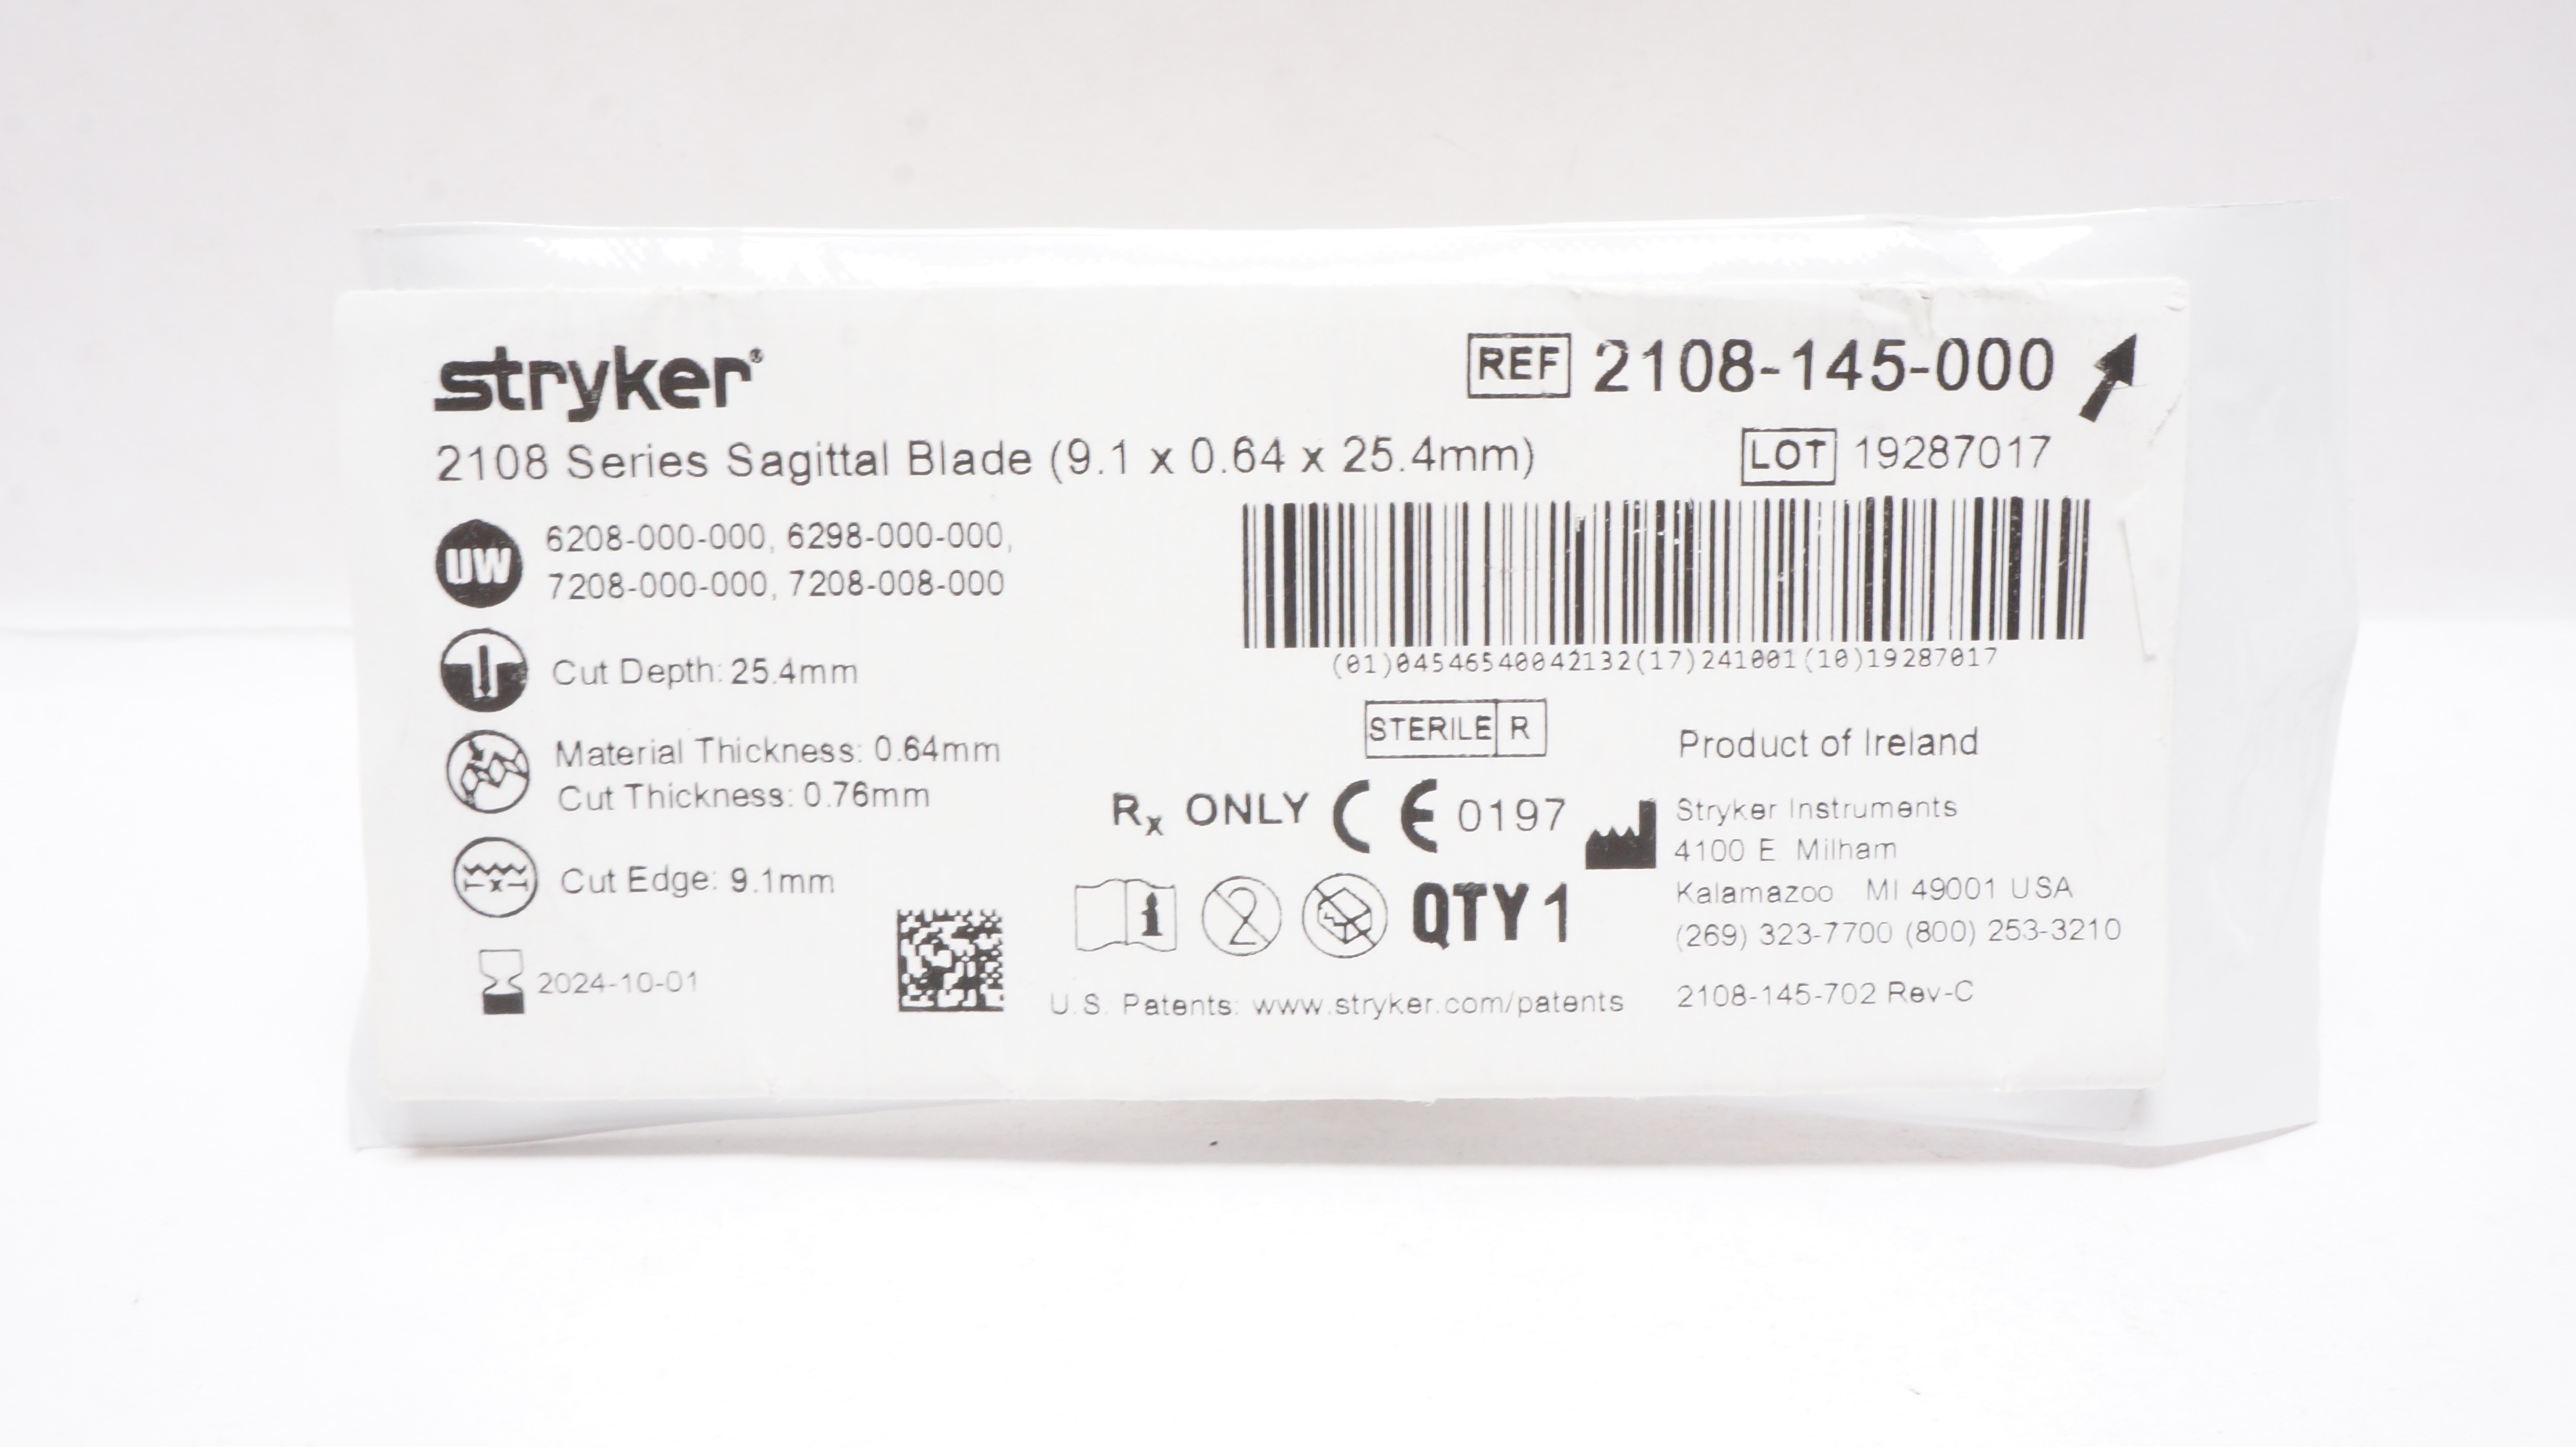 stryker®
REF 2108-145-000
2108 Series Sagittal Blade (9.1 x 0.64 x 25.4mm)
LOT 19287017
UW 6208-000-000, 6298-000-000,
7208-000-000, 7208-008-000
(01)04546540042132(17)241001(10)19287017
Cut Depth: 25.4mm
Material Thickness: 0.64mm
Cut Thickness: 0.76mm
Cut Edge: 9.1mm
2024-10-01
STERILE R
Rx ONLY CE 0197
2 QTY 1
U.S. Patents: www.stryker.com/patents
Product of Ireland
Stryker Instruments
4100 E. Milham
Kalamazoo MI 49001 USA
(269) 323-7700 (800) 253-3210
2108-145-702 Rev-C